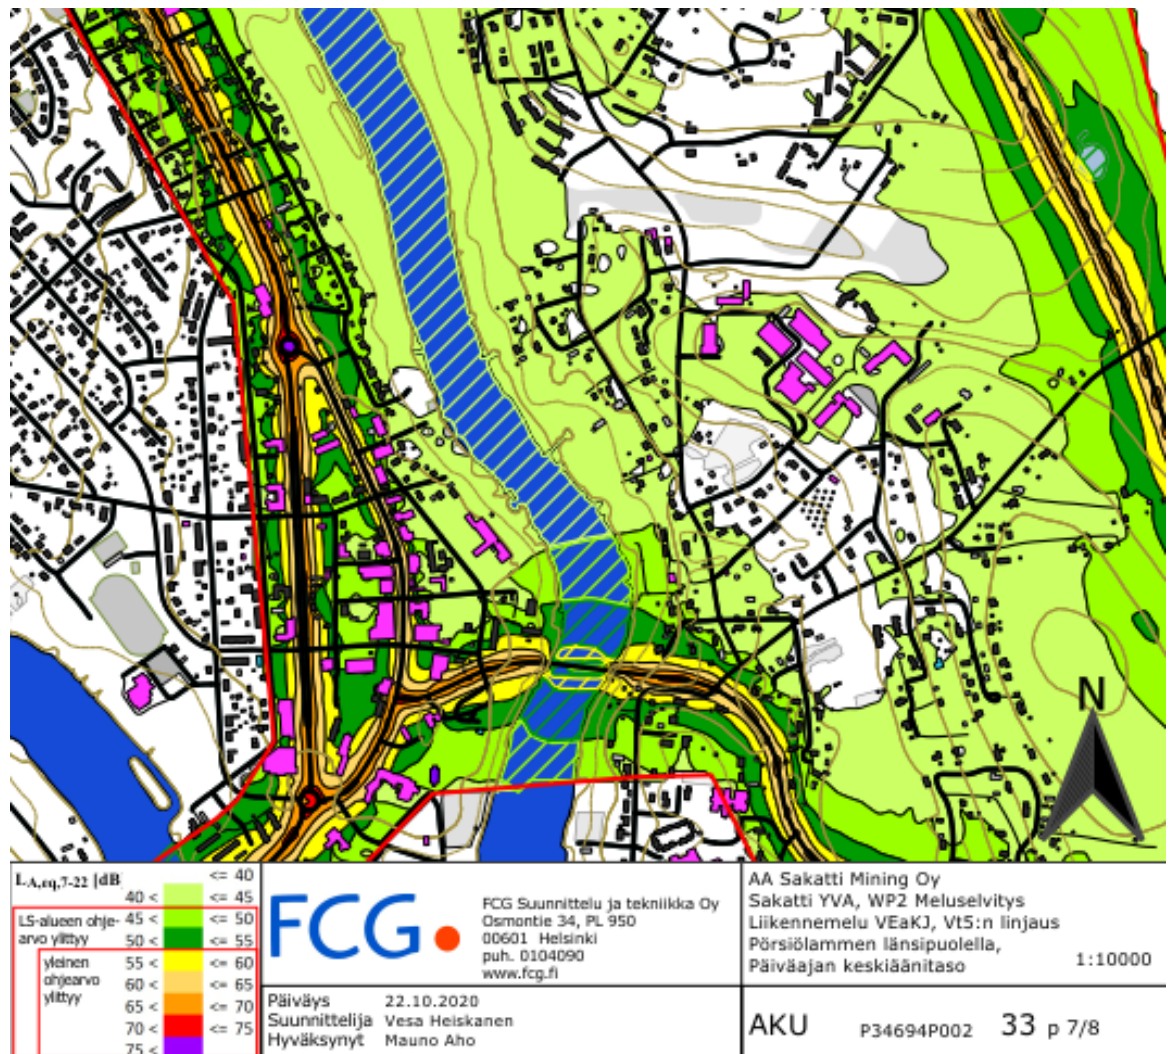 N
L A,eq,7-22 [dB
<= 40
40 < <= 45
LS-alueen ohje- 45 < <= 50
arvo ylittyy 50 < <= 55
yleinen 55 < <= 60
ohjearvo 60 < <= 65
ylittyy 65 < <= 70
70 < <= 75
75 <
FCG
FCG Suunnittelu ja tekniikka Oy
Osmontie 34, PL 950
00601 Helsinki
puh. 0104090
www.fcg.fi
Päiväys 22.10.2020
Suunnittelija Vesa Heiskanen
Hyväksynyt Mauno Aho
AA Sakatti Mining Oy
Sakatti YVA, WP2 Meluselvitys
Liikennemelu VEaKJ, Vt5:n linjaus
Pörsiölammen länsipuolella,
Päiväajan keskiäänitaso 1:10000
AKU P34694P002 33 p 7/8